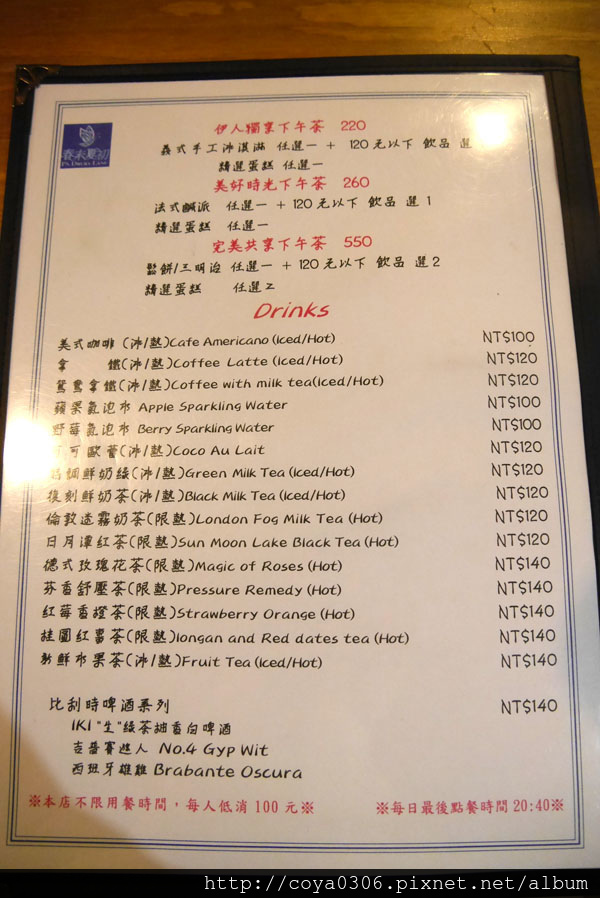 春末夏初
伊人獨享下午茶 220
義式手工冰淇淋 任選一 + 120元以下 飲品 選
精選蛋糕 任選一
美好時光下午茶 260
法式鹹派 任選一 + 120元以下 飲品 選1
精選蛋糕 任選一
完美共享下午茶 550
鬆餅/三明治 任選一 + 120元以下 飲品 選2
精選蛋糕 任選2
Drinks
美式咖啡 (冰/熱)Cafe Americano (Iced/Hot) NT$100
拿 鐵(冰/熱)Coffee Latte (Iced/Hot) NT$120
鴛鴦拿鐵(冰/熱)Coffee with milk tea(Iced/Hot) NT$120
蘋果氣泡水 Apple Sparkling Water NT$100
野莓氣泡水 Berry Sparkling Water NT$100
可歐蕾(冰/熱)Coco Au Lait NT$120
調鮮奶綠(冰/熱)Green Milk Tea (Iced/Hot) NT$120
復刻鮮奶茶(冰/熱)Black Milk Tea (Iced/Hot) NT$120
倫敦迷霧奶茶(限熱)London Fog Milk Tea (Hot) NT$120
日月潭紅茶(限熱)Sun Moon Lake Black Tea (Hot) NT$120
德式玫瑰花茶(限熱)Magic of Roses (Hot) NT$140
芬香舒壓茶(限熱)Pressure Remedy (Hot) NT$140
紅莓香橙茶(限熱)Strawberry Orange (Hot) NT$140
桂圓紅棗茶(限熱)longan and Red dates tea (Hot) NT$140
新鮮水果茶(冰/熱)Fruit Tea (Iced/Hot) NT$140
比利時啤酒系列 NT$140
IKI "生"綠茶柚香白啤酒
吉普賽遊人 No.4 Gyp Wit
西班牙雄雞 Brabante Oscura
※本店不限用餐時間，每人低消 100 元※ ※每日最後點餐時間 20:40※
http://coya0306.pixnet.net/album